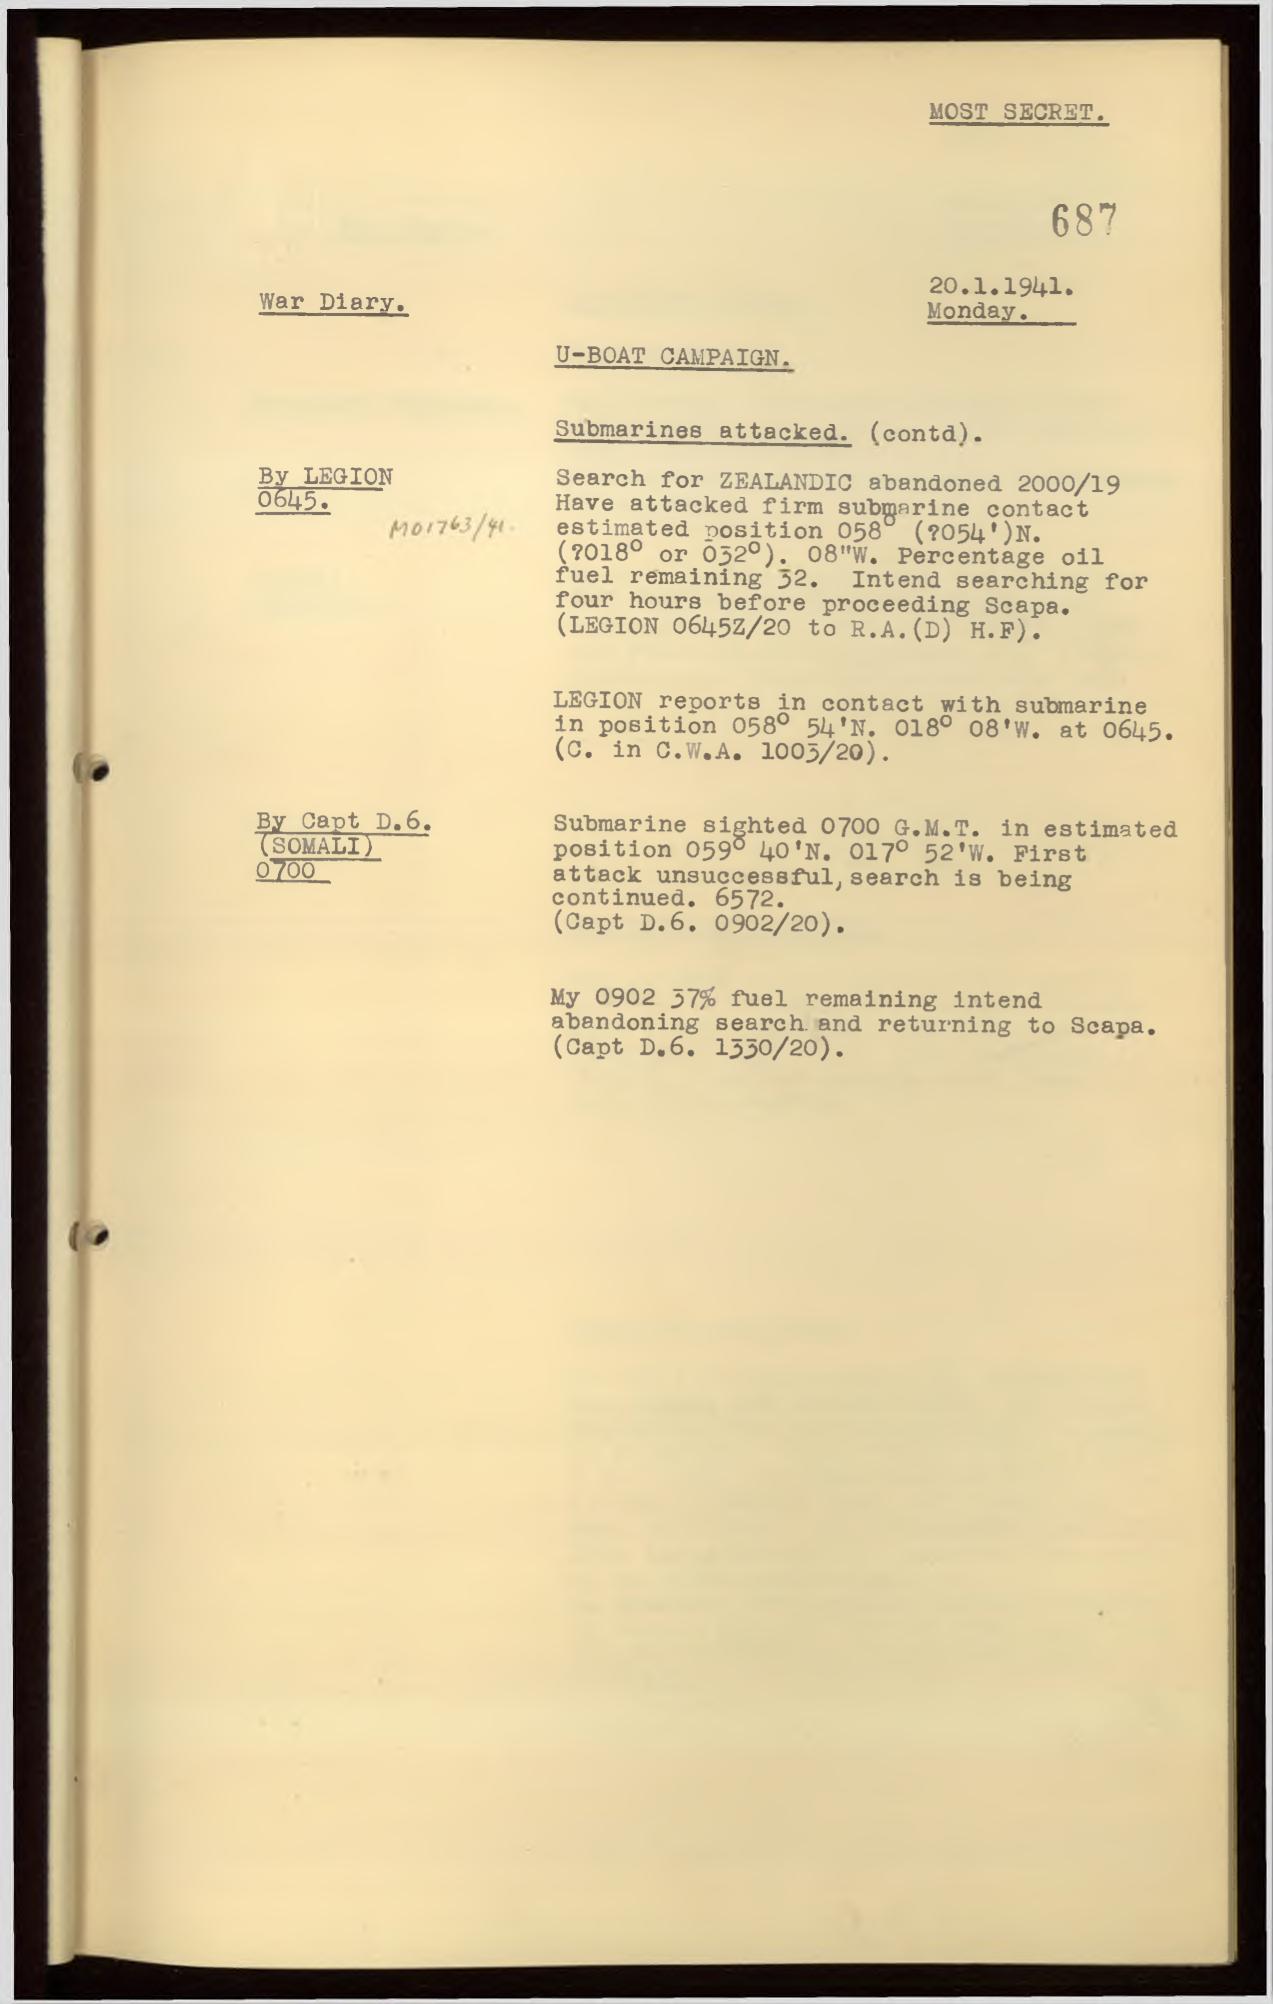 MOST SECRET.
687
20.1.1941.
War Diary.
Monday.
U-BOAT CAMPAIGN.
Submarines attacked. (contd).
By LEGION
0645.
M01763/41.
Search for ZEALANDIC abandoned 2000/19
Have attacked firm submarine contact
estimated position 058° (?054')N.
(?018° or 032°). 08"W. Percentage oil
fuel remaining 32. Intend searching for
four hours before proceeding Scapa.
(LEGION 0645Z/20 to R.A.(D) H.F).
LEGION reports in contact with submarine
in position 058° 54'N. 018° 08'W. at 0645.
(C. in C.W.A. 1003/20).
By Capt D.6.
(SOMALI)
0700
Submarine sighted 0700 G.M.T. in estimated
position 059° 40'N. 017° 52'W. First
attack unsuccessful, search is being
continued. 6572.
(Capt D.6. 0902/20).
My 0902 37% fuel remaining intend
abandoning search and returning to Scapa.
(Capt D.6. 1330/20).